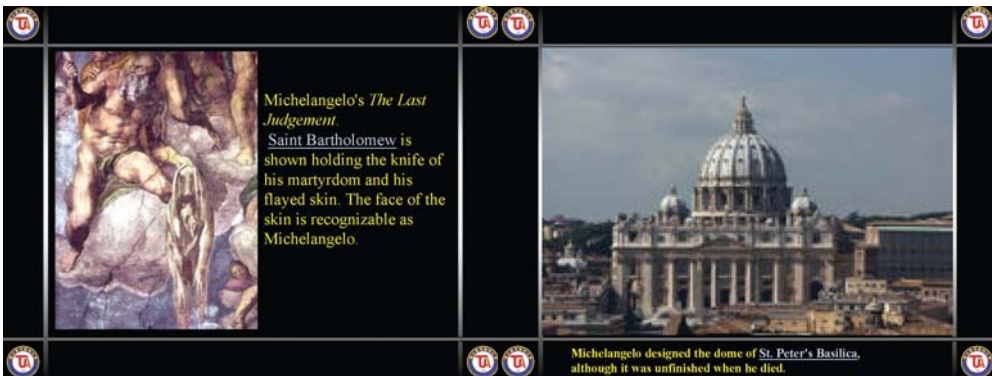 Michelangelo's The Last
Judgement.
Saint Bartholomew is
shown holding the knife of
his martyrdom and his
flayed skin. The face of the
skin is recognizable as
Michelangelo.
Michelangelo designed the dome of St. Peter's Basilica,
although it was unfinished when he died.